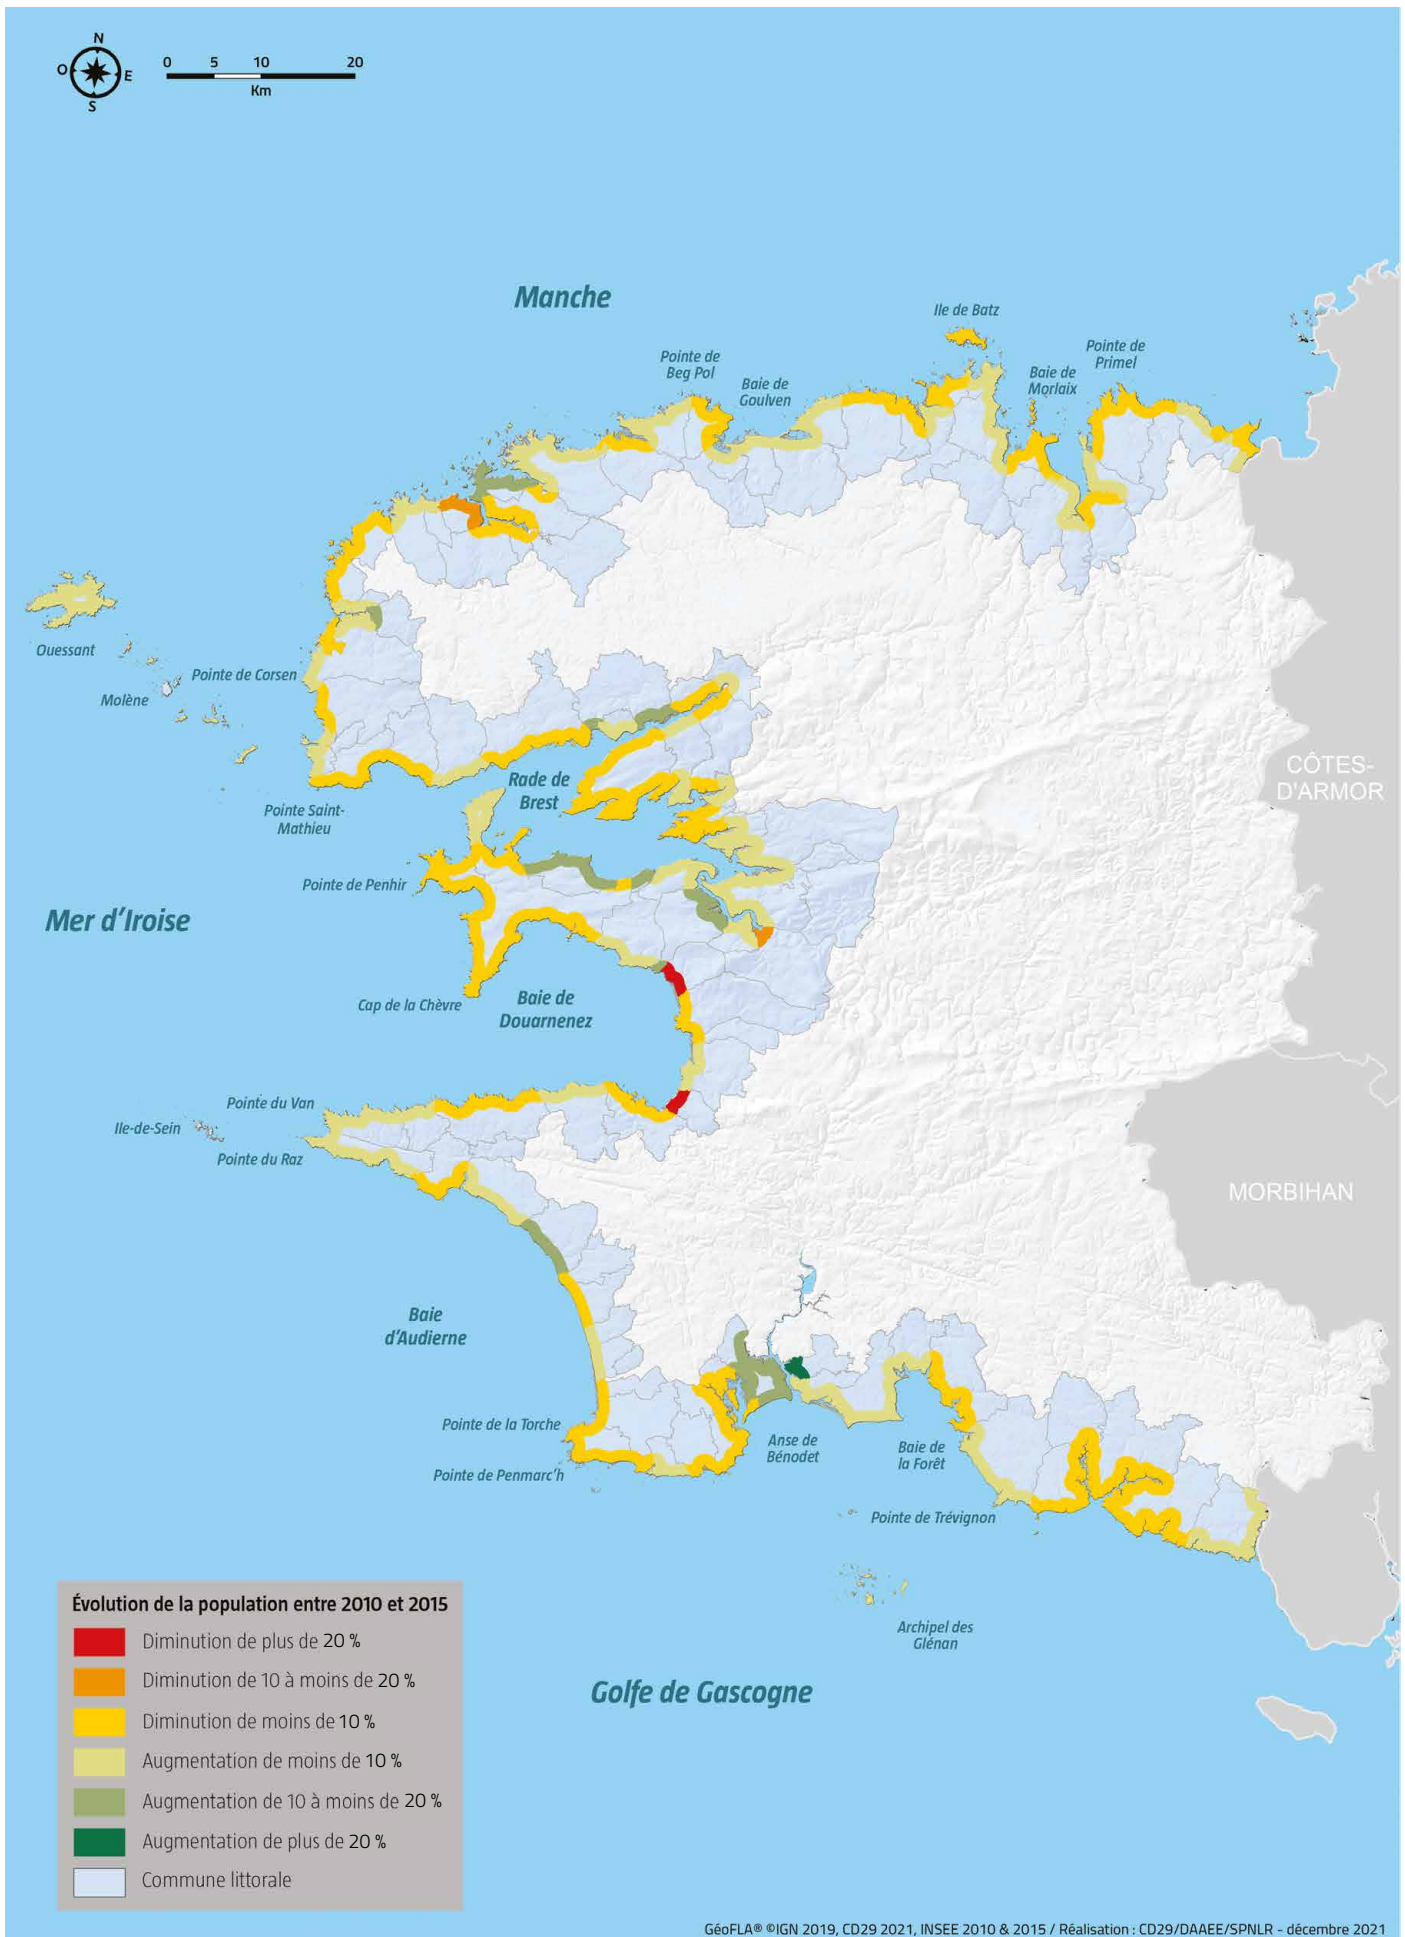 N
O
E
S
0 5 10 20
Km
Manche
Ile de Batz
Pointe de
Primel
Pointe de
Beg Pol
Baie de
Goulven
Baie de
Morlaix
Ouessant
Molène
Pointe de Corsen
CÔTES-
D'ARMOR
Rade de
Brest
Pointe Saint-
Mathieu
Pointe de Penhir
Mer d'Iroise
Cap de la Chèvre
Baie de
Douarnenez
Pointe du Van
Ile-de-Sein
Pointe du Raz
MORBIHAN
Baie
d'Audierne
Pointe de la Torche
Anse de
Bénodet
Baie de
la Forêt
Pointe de Penmarc'h
Pointe de Trévignon
Archipel des
Glénan
Golfe de Gascogne
Évolution de la population entre 2010 et 2015
Diminution de plus de 20 %
Diminution de 10 à moins de 20 %
Diminution de moins de 10 %
Augmentation de moins de 10 %
Augmentation de 10 à moins de 20 %
Augmentation de plus de 20 %
Commune littorale
GéoFLA® ©IGN 2019, CD29 2021, INSEE 2010 & 2015 / Réalisation : CD29/DAAEE/SPNLR - décembre 2021